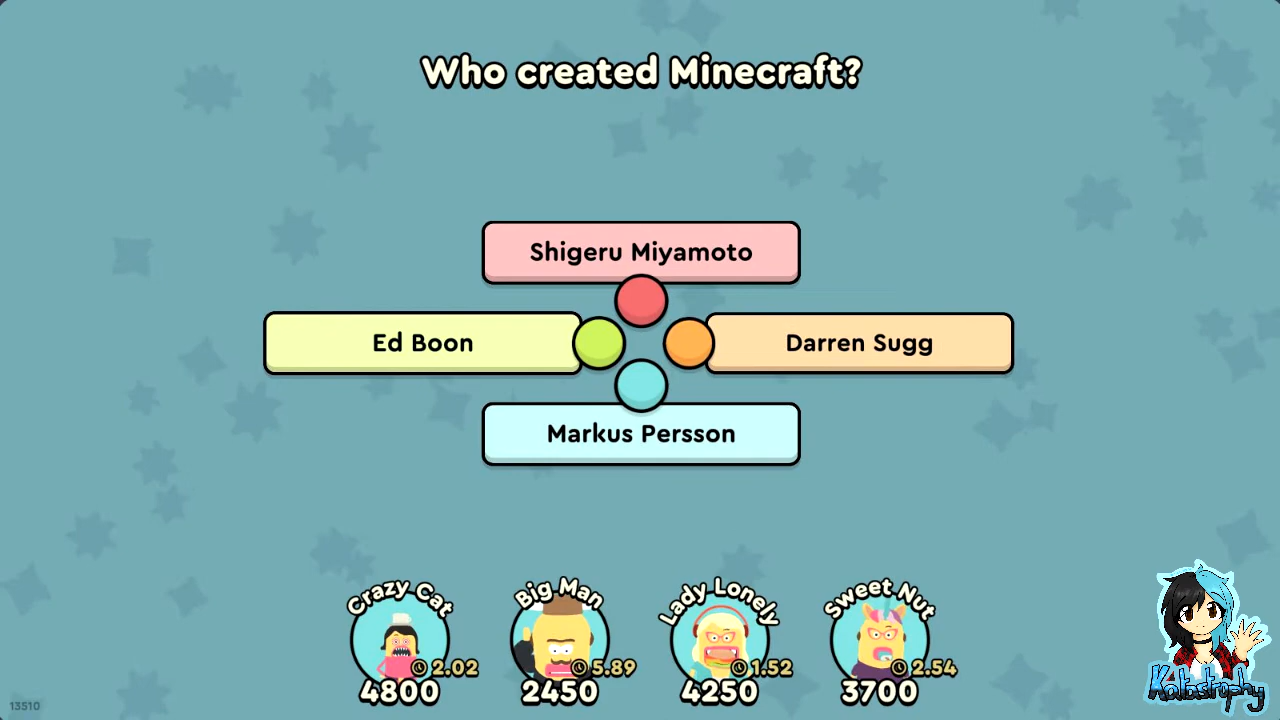 Who created Minecraft?
Shigeru Miyamoto
Ed Boon
Darren Sugg
Markus Persson
Crazy Cat
Big Man
Lady Lonely
Sweet Nut
2.02
5.89
1.52
2.54
4800
2450
4250
3700
13510
Kolastrophy